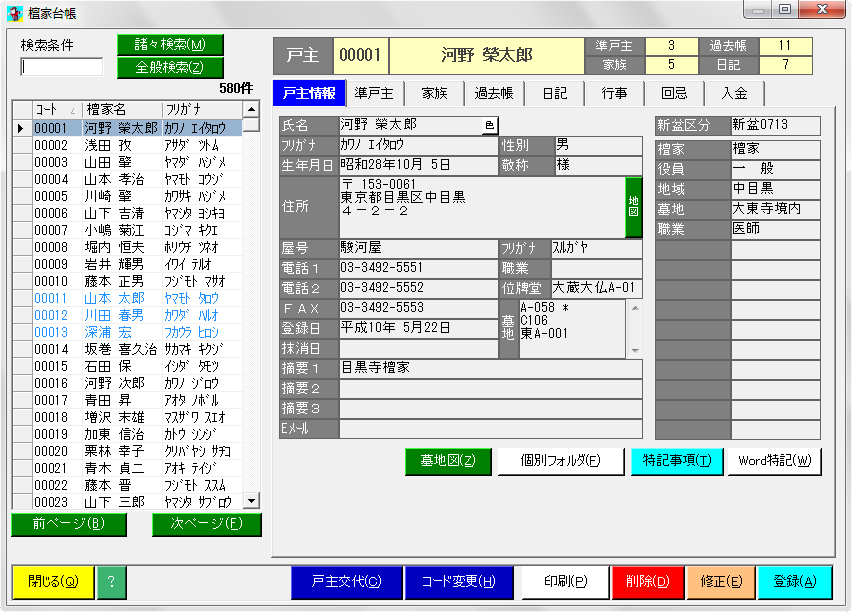 檀家台帳
検索条件
諸々検索(M)
全般検索(Z)
580件
コード 檀家名 フリガナ
00001 河野 榮太郎 カワノ エイタロウ
00002 浅田 孜 アサダ ツトム
00003 山田 肇 ヤマダ ハジメ
00004 山本 孝治 ヤマモト コウジ
00005 川崎 肇 カワサキ ハジメ
00006 山下 吉清 ヤマシタ ヨシキヨ
00007 小嶋 菊江 コジマ キクエ
00008 堀内 恒夫 ホリウチ ツネオ
00009 岩井 輝男 イワイ テルオ
00010 藤本 正男 フジモト マサオ
00011 山本 太郎 ヤマモト タロウ
00012 川田 春男 カワダ ハルオ
00013 深浦 宏 フカウラ ヒロシ
00014 坂巻 喜久治 サカマキ キクジ
00015 石田 保 イシダ タモツ
00016 河野 次郎 カワノ ジロウ
00017 青田 昇 アオタ ノボル
00018 増沢 末雄 マスザワ スエオ
00019 加東 信治 カトウ シンジ
00020 栗林 幸子 クリバヤシ サチコ
00021 青木 貞二 アオキ テイジ
00022 藤本 晋 フジモト ススム
00023 山下 三郎 ヤマシタ サブロウ
前ページ(B) 次ページ(F)
戸主 00001 河野 榮太郎
準戸主 3 過去帳 11
家族 5 日記 7
戸主情報 準戸主 家族 過去帳 日記 行事 回忌 入金
氏名 河野 榮太郎 色
フリガナ カワノ エイタロウ 性別 男
生年月日 昭和28年10月 5日 敬称 様
住所 〒 153-0061
東京都目黒区中目黒
4－2－2
地図
屋号 駿河屋 フリガナ スルガヤ
電話1 03-3492-5551 職業
電話2 03-3492-5552 位牌堂 大蔵大仏A-01
FAX 03-3492-5553 墓地 A-058 *
C106
東A-001
登録日 平成10年 5月22日
抹消日
摘要1 目黒寺檀家
摘要2
摘要3
Eメール
新盆区分 新盆0713
檀家 檀家
役員 一 般
地域 中目黒
墓地 大東寺境内
職業 医師
墓地図(Z) 個別フォルダ(F) 特記事項(T) Word特記(W)
閉じる(Q) ? 戸主交代(C) コード変更(H) 印刷(P) 削除(D) 修正(E) 登録(A)